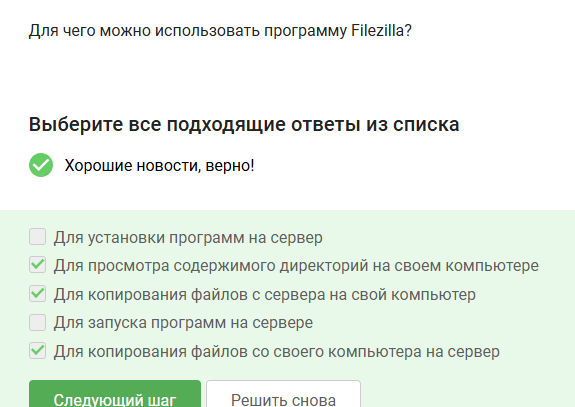 Для чего можно использовать программу Filezilla?
Выберите все подходящие ответы из списка
Хорошие новости, верно!
Для установки программ на сервер
Для просмотра содержимого директорий на своем компьютере
Для копирования файлов с сервера на свой компьютер
Для запуска программ на сервере
Для копирования файлов со своего компьютера на сервер
Следующий шаг
Решить снова